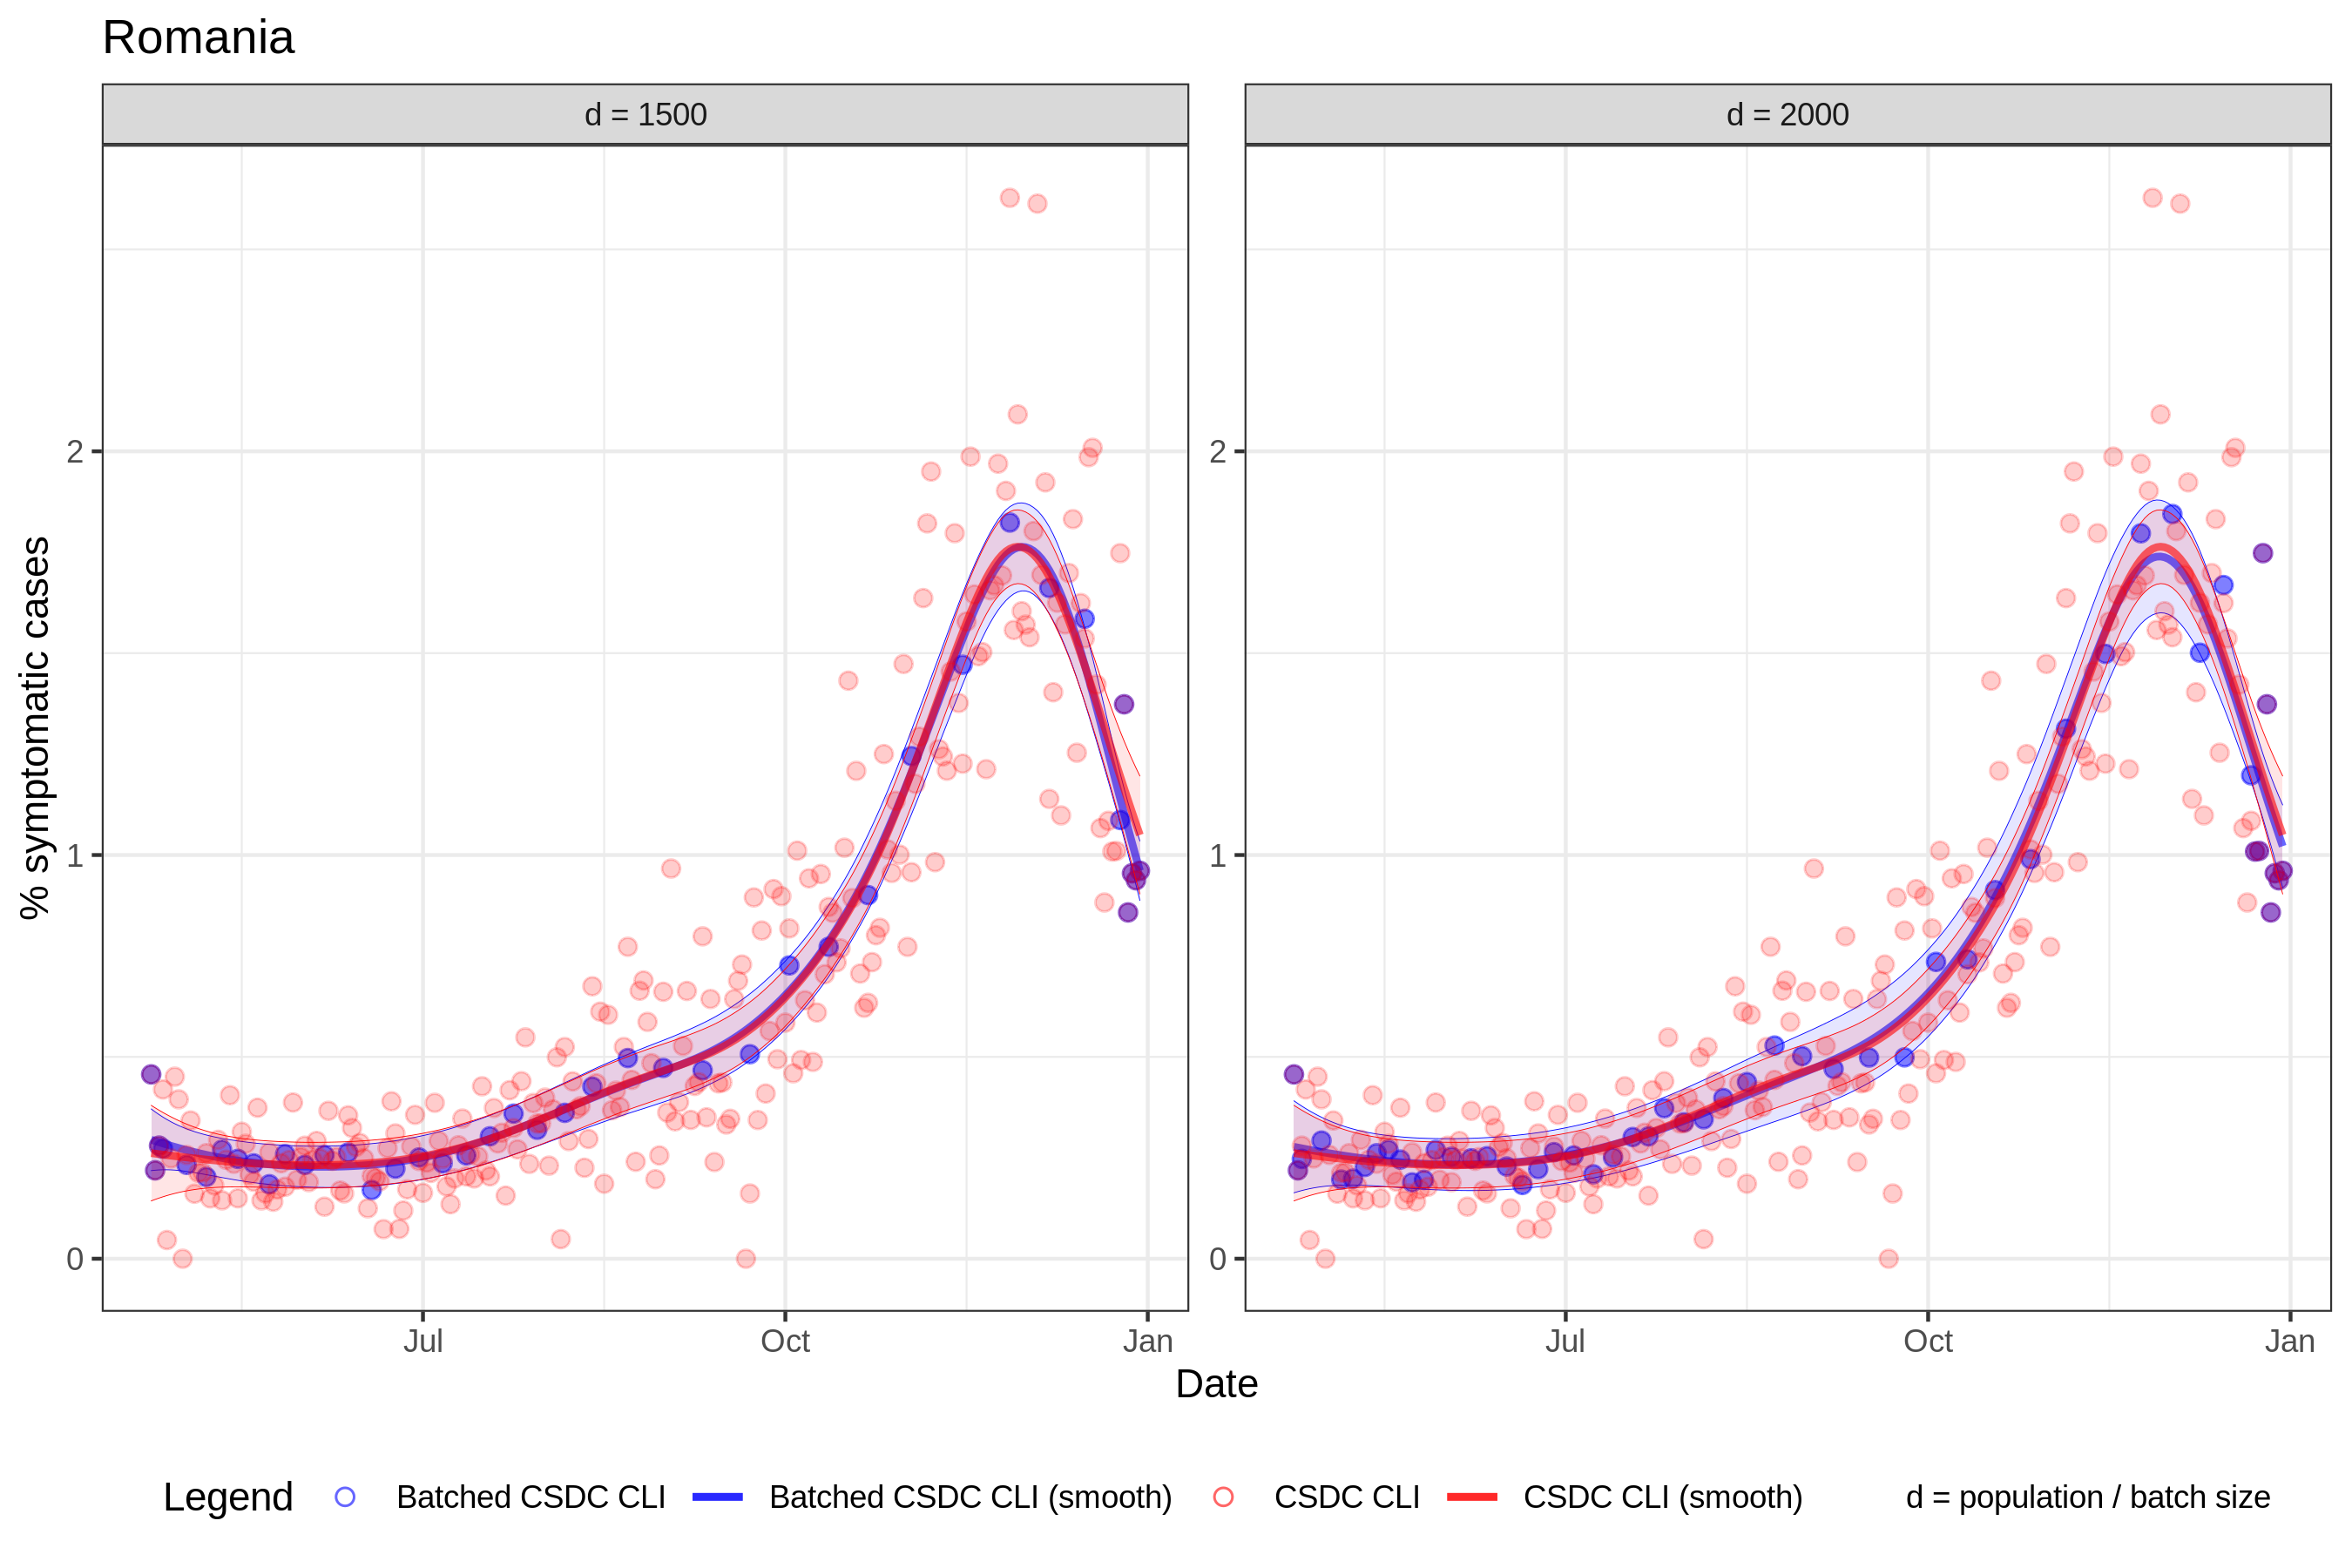 Romania
d = 1500
d = 2000
% symptomatic cases
2
1
0
2
1
0
Jul
Oct
Jan
Jul
Oct
Jan
Date
Legend
Batched CSDC CLI
Batched CSDC CLI (smooth)
CSDC CLI
CSDC CLI (smooth)
d = population / batch size